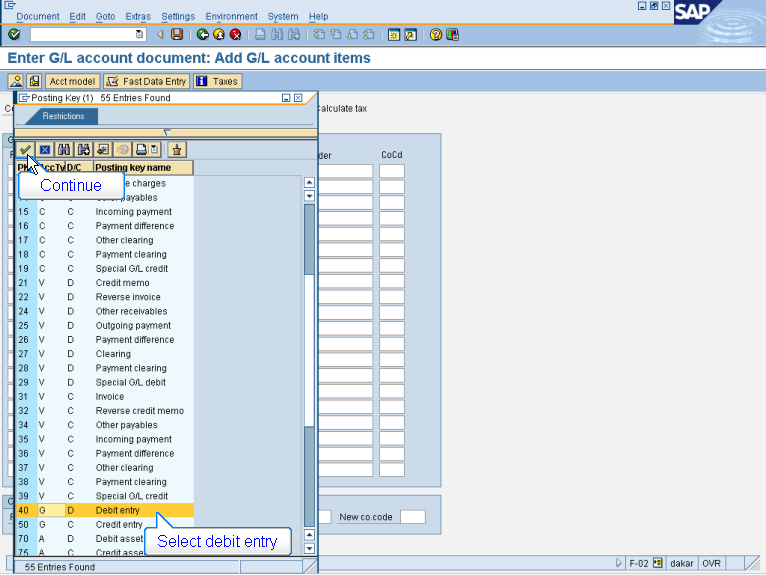 Document Edit Goto Extras Settings Environment System Help
SAP
Enter G/L account document: Add G/L account items
Acct model Fast Data Entry Taxes
Posting Key (1) 55 Entries Found
Calculate tax
Restrictions
der CoCd
D/C Posting key name
Continue
e charges
payables
15 C C Incoming payment
16 C C Payment difference
17 C C Other clearing
18 C C Payment clearing
19 C C Special G/L credit
21 V D Credit memo
22 V D Reverse invoice
24 V D Other receivables
25 V D Outgoing payment
26 V D Payment difference
27 V D Clearing
28 V D Payment clearing
29 V D Special G/L debit
31 V C Invoice
32 V C Reverse credit memo
34 V C Other payables
35 V C Incoming payment
36 V C Payment difference
37 V C Other clearing
38 V C Payment clearing
39 V C Special G/L credit
40 G D Debit entry
50 G C Credit entry
New co.code
70 A D Debit asset
Select debit entry
75 A C Credit asse
55 Entries Found
F-02 dakar OVR